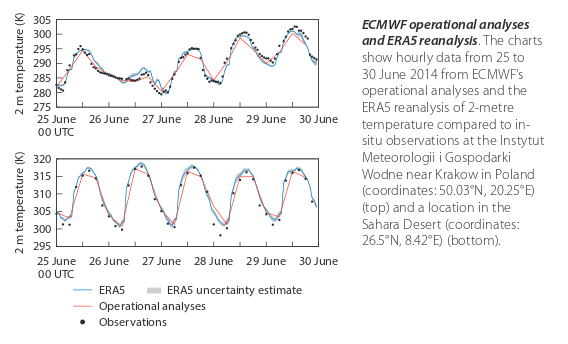 2 m temperature (K)
305
300
295
290
285
280
275
25 June 26 June 27 June 28 June 29 June 30 June
00 UTC
2 m temperature (K)
320
315
310
305
300
295
25 June 26 June 27 June 28 June 29 June 30 June
00 UTC
ERA5 ERA5 uncertainty estimate
Operational analyses
Observations
ECMWF operational analyses
and ERA5 reanalysis. The charts
show hourly data from 25 to
30 June 2014 from ECMWF's
operational analyses and the
ERA5 reanalysis of 2-metre
temperature compared to in-
situ observations at the Instytut
Meteorologii i Gospodarki
Wodne near Krakow in Poland
(coordinates: 50.03°N, 20.25°E)
(top) and a location in the
Sahara Desert (coordinates:
26.5°N, 8.42°E) (bottom).